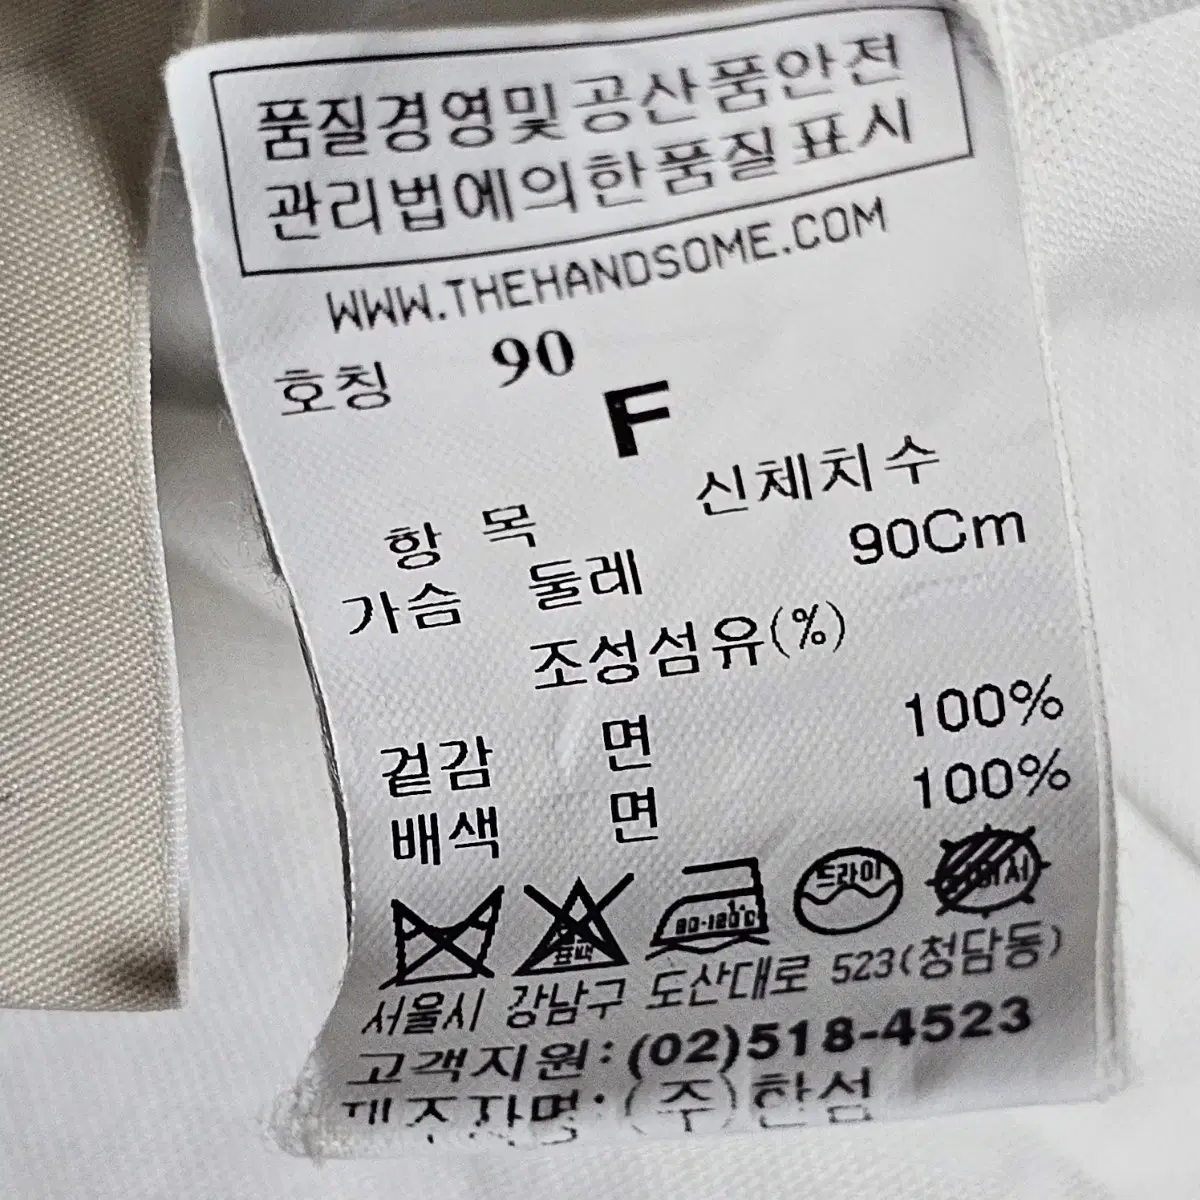 품질경영및공산품안전
관리법에의한품질표시
WWW.THEHANDSOME.COM
호칭 90
F
항 목 신체치수
가슴 둘레 90Cm
조성섬유(%)
겉감 면 100%
배색 면 100%
표백 80-120℃ 드라이
서울시 강남구 도산대로 523(청담동)
고객지원:(02)518-4523
제조자명:(주)한섬